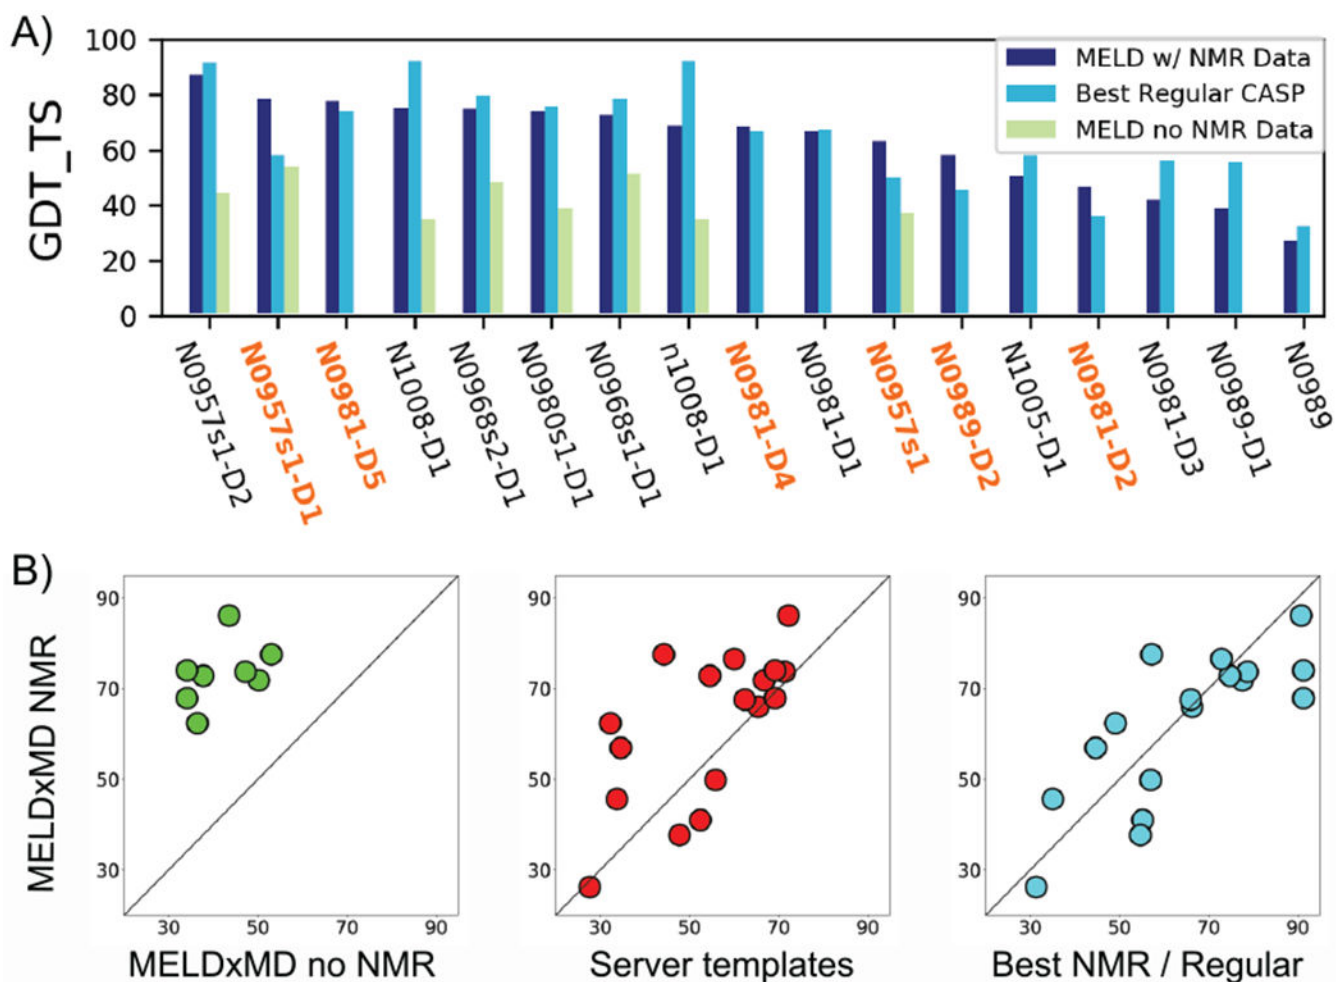 A)
GDT_TS
100
80
60
40
20
0
MELD w/ NMR Data
Best Regular CASP
MELD no NMR Data
N0957s1-D2
N0957s1-D1
N0981-D5
N1008-D1
N0968s2-D1
N0980s1-D1
N0968s1-D1
n1008-D1
N0981-D4
N0981-D1
N0957s1
N0989-D2
N1005-D1
N0981-D2
N0981-D3
N0989-D1
N0989
B)
MELDxMD NMR
90
70
50
30
30 50 70 90
MELDxMD no NMR
90
70
50
30
30 50 70 90
Server templates
90
70
50
30
30 50 70 90
Best NMR / Regular